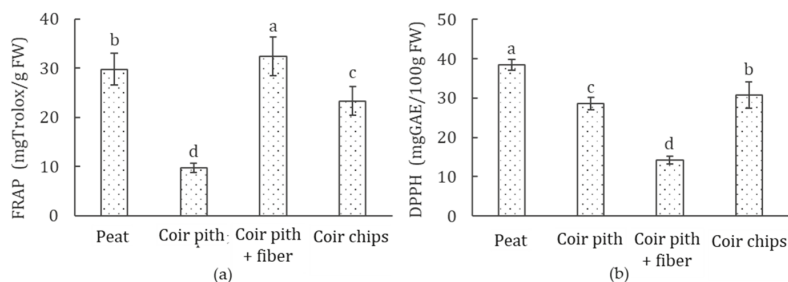 FRAP (mgTrolox/g FW)
40
30
20
10
0
b
d
a
c
Peat
Coir pith
Coir pith
+ fiber
Coir chips
(a)
DPPH (mgGAE/100g FW)
50
40
30
20
10
0
a
c
d
b
Peat
Coir pith
Coir pith
+ fiber
Coir chips
(b)